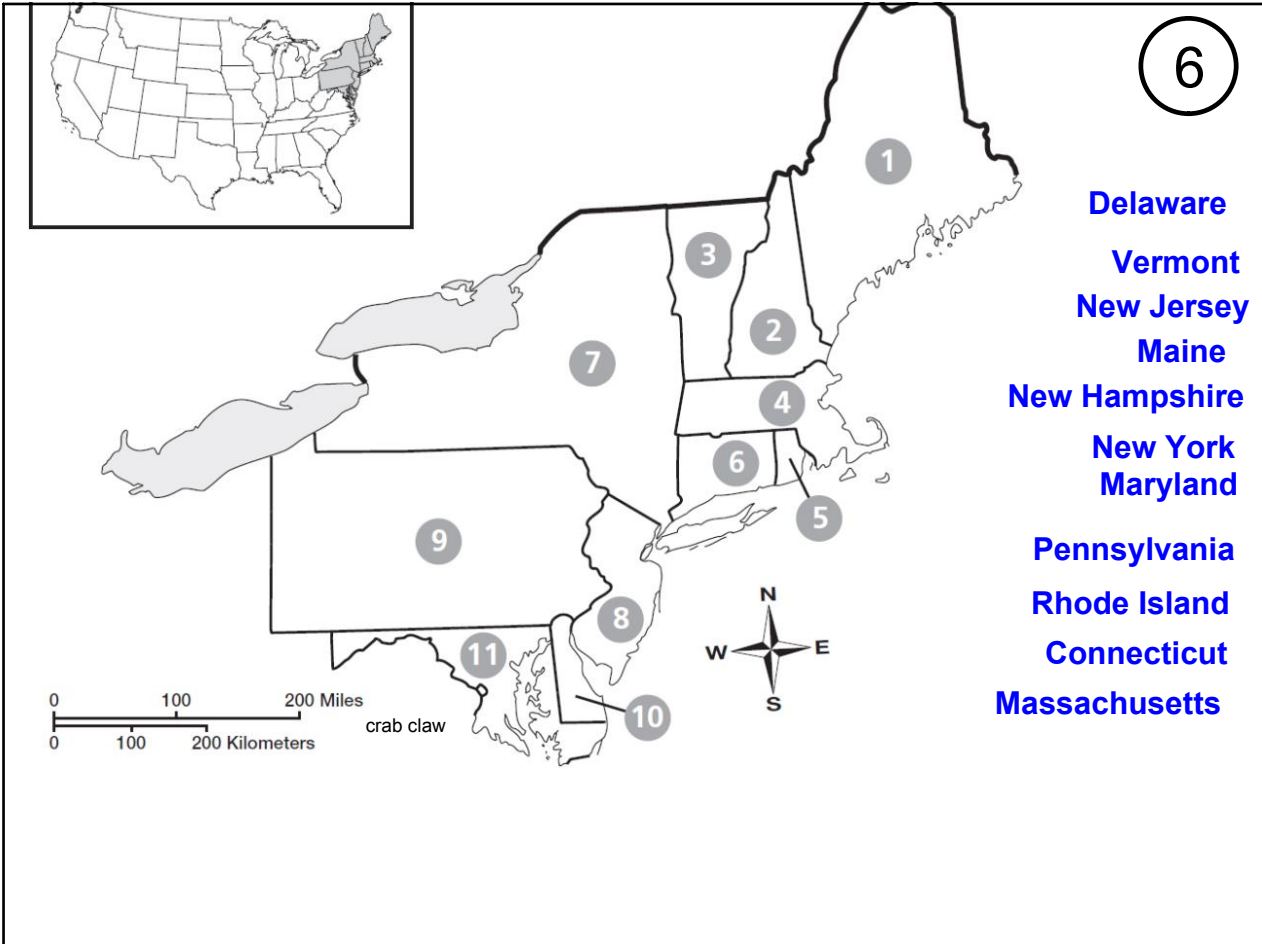 6
1
Delaware
3
Vermont
New Jersey
2
Maine
7
4
New Hampshire
New York
6
Maryland
5
9
Pennsylvania
N
Rhode Island
8
W E
11
Connecticut
S
0 100 200 Miles
Massachusetts
10
crab claw
0 100 200 Kilometers